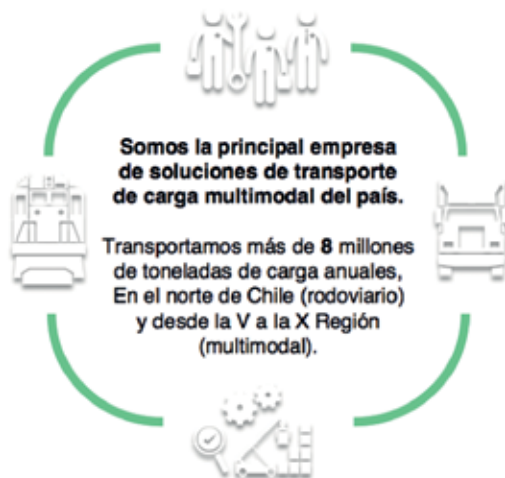 Somos la principal empresa
de soluciones de transporte
de carga multimodal del país.
Transportamos más de 8 millones
de toneladas de carga anuales,
En el norte de Chile (rodoviario)
y desde la V a la X Región
(multimodal).